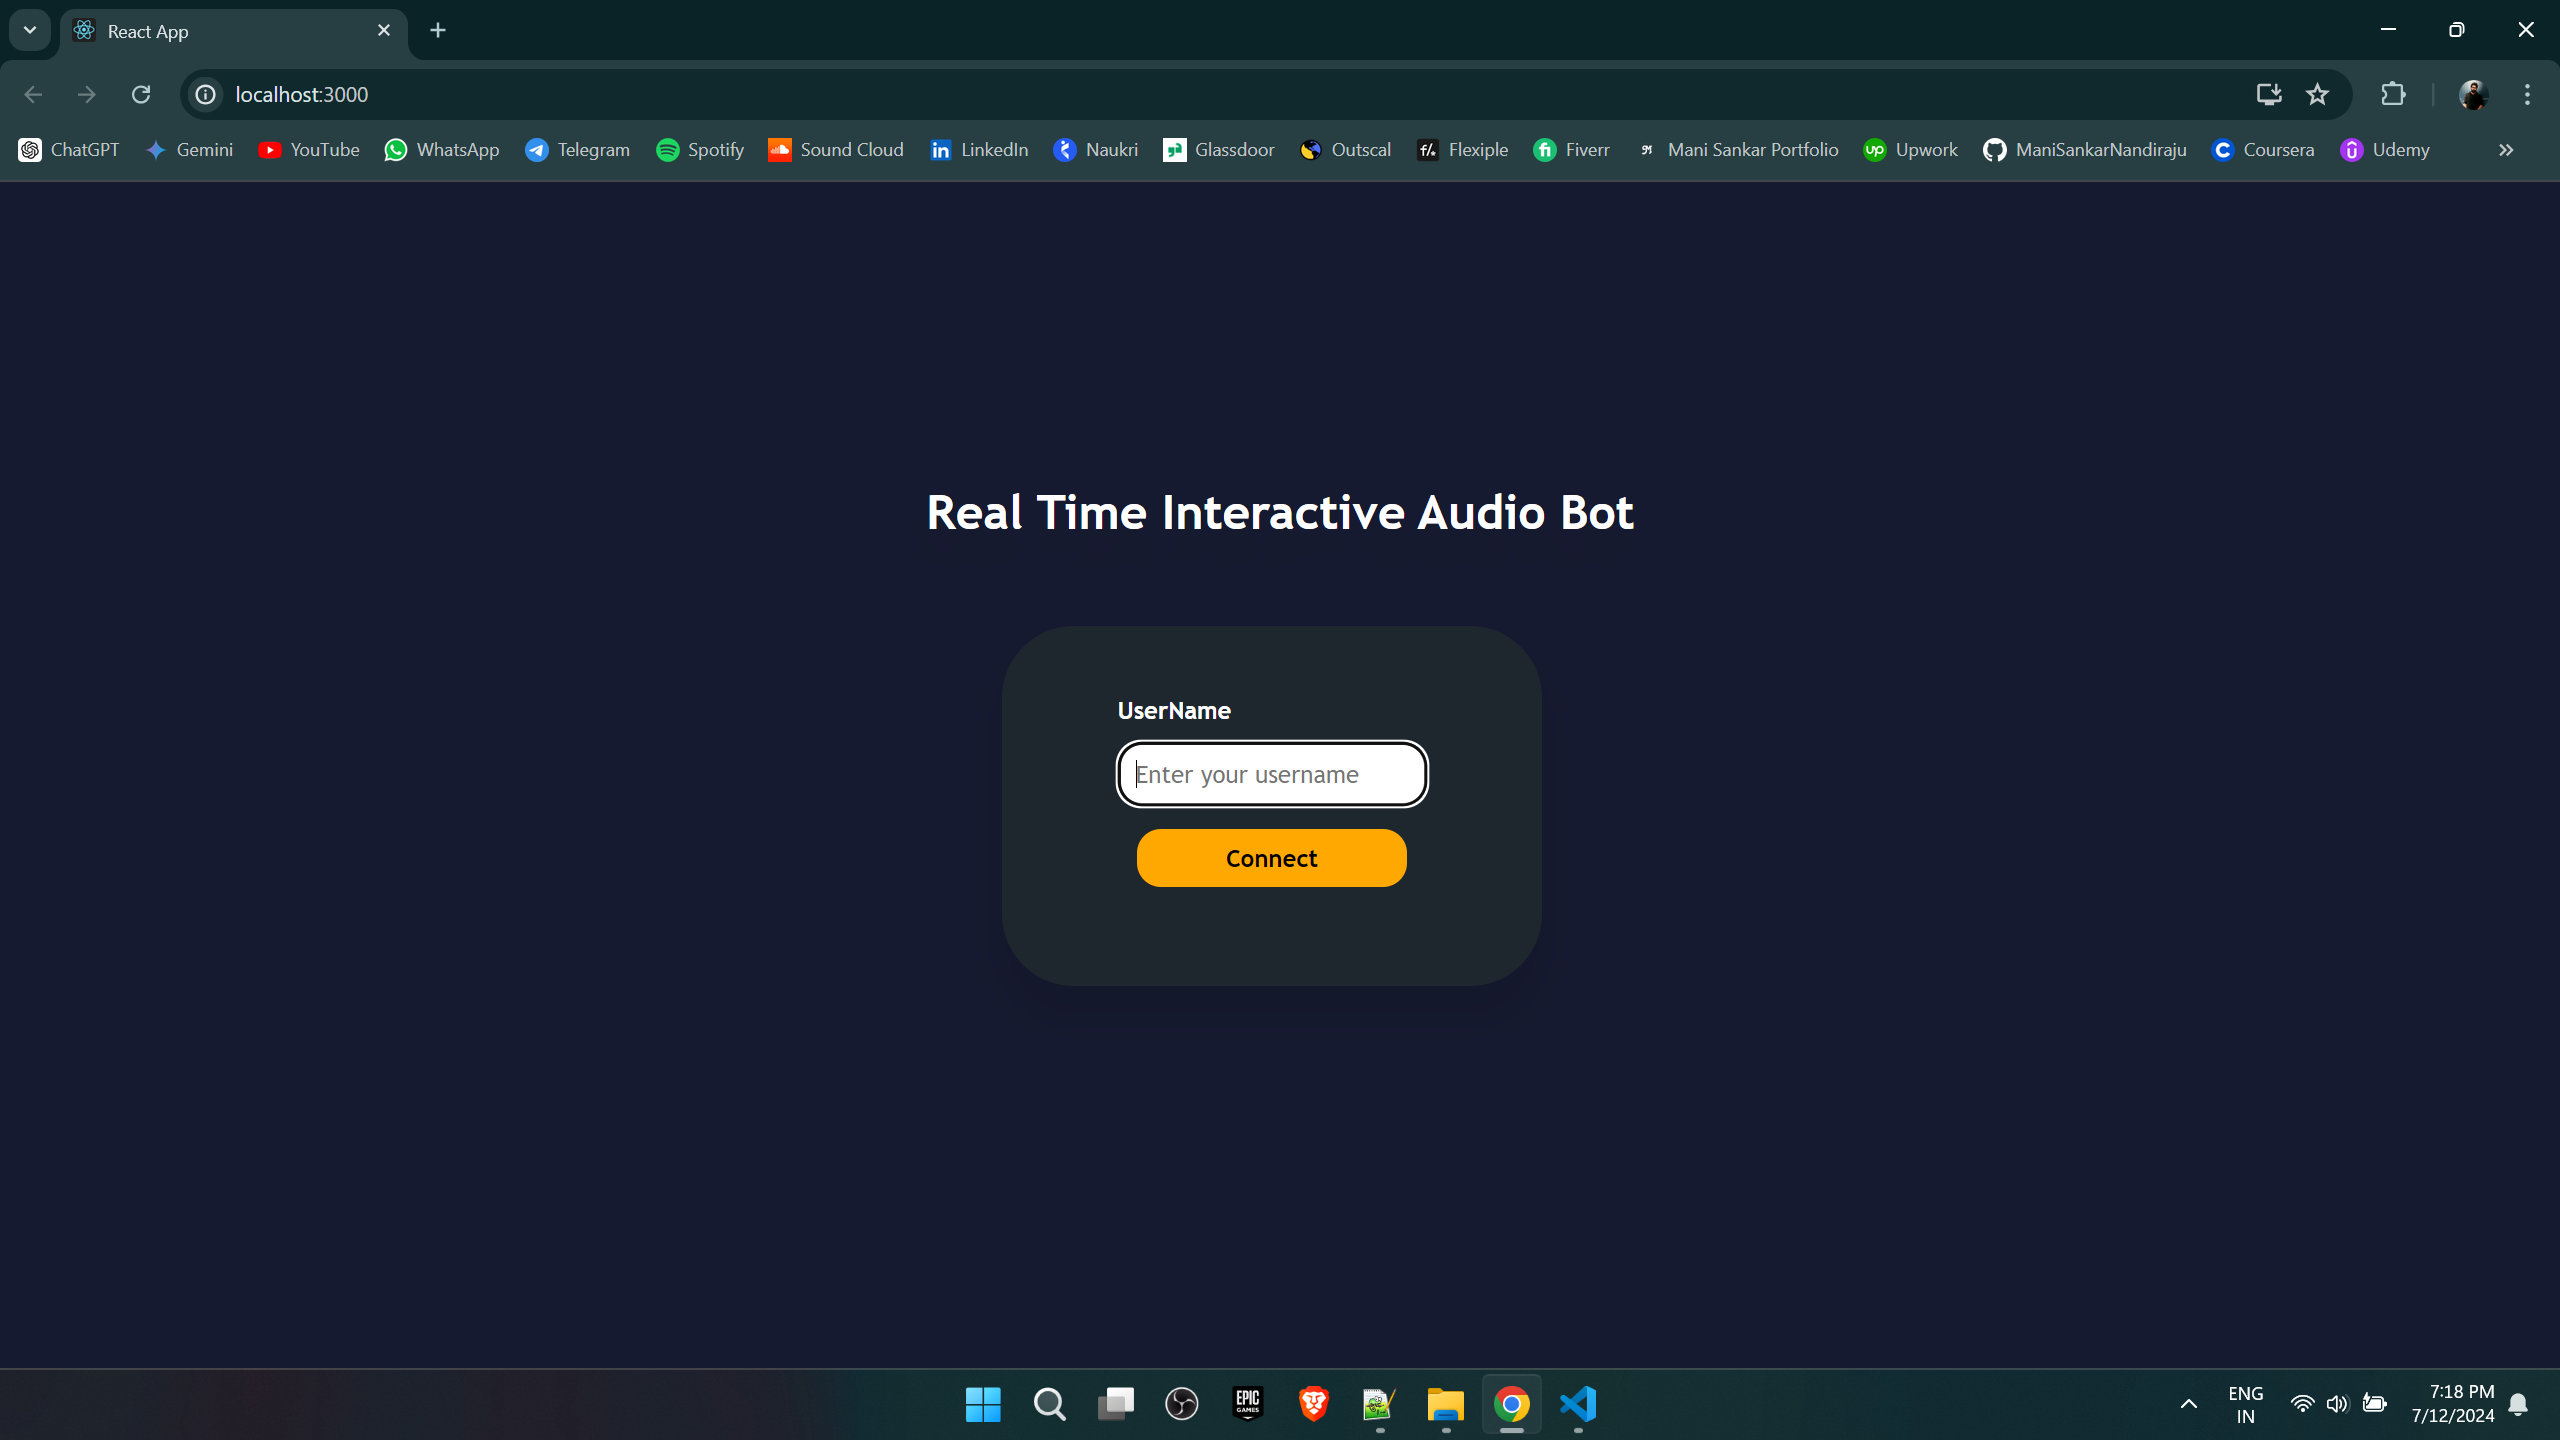 React App
localhost:3000
ChatGPT Gemini YouTube WhatsApp Telegram Spotify Sound Cloud LinkedIn Naukri Glassdoor Outscal Flexiple Fiverr Mani Sankar Portfolio Upwork ManiSankarNandiraju Coursera Udemy
Real Time Interactive Audio Bot
UserName
Enter your username
Connect
EPIC
GAMES
ENG
IN
7:18 PM
7/12/2024